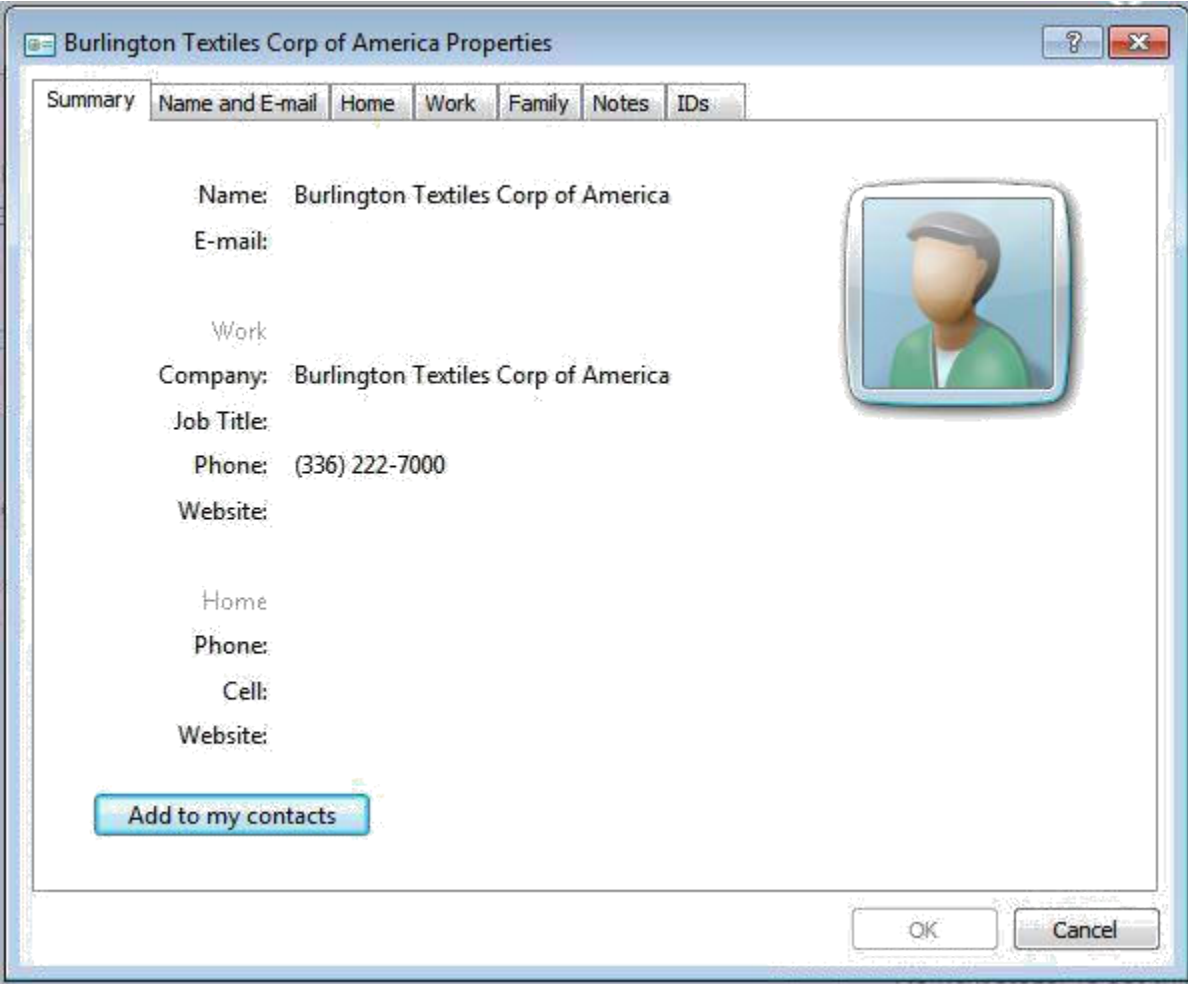 Burlington Textiles Corp of America Properties
?
Summary Name and E-mail Home Work Family Notes IDs
Name: Burlington Textiles Corp of America
E-mail:
Work
Company: Burlington Textiles Corp of America
Job Title:
Phone: (336) 222-7000
Website:
Home
Phone:
Cell:
Website:
Add to my contacts
OK Cancel